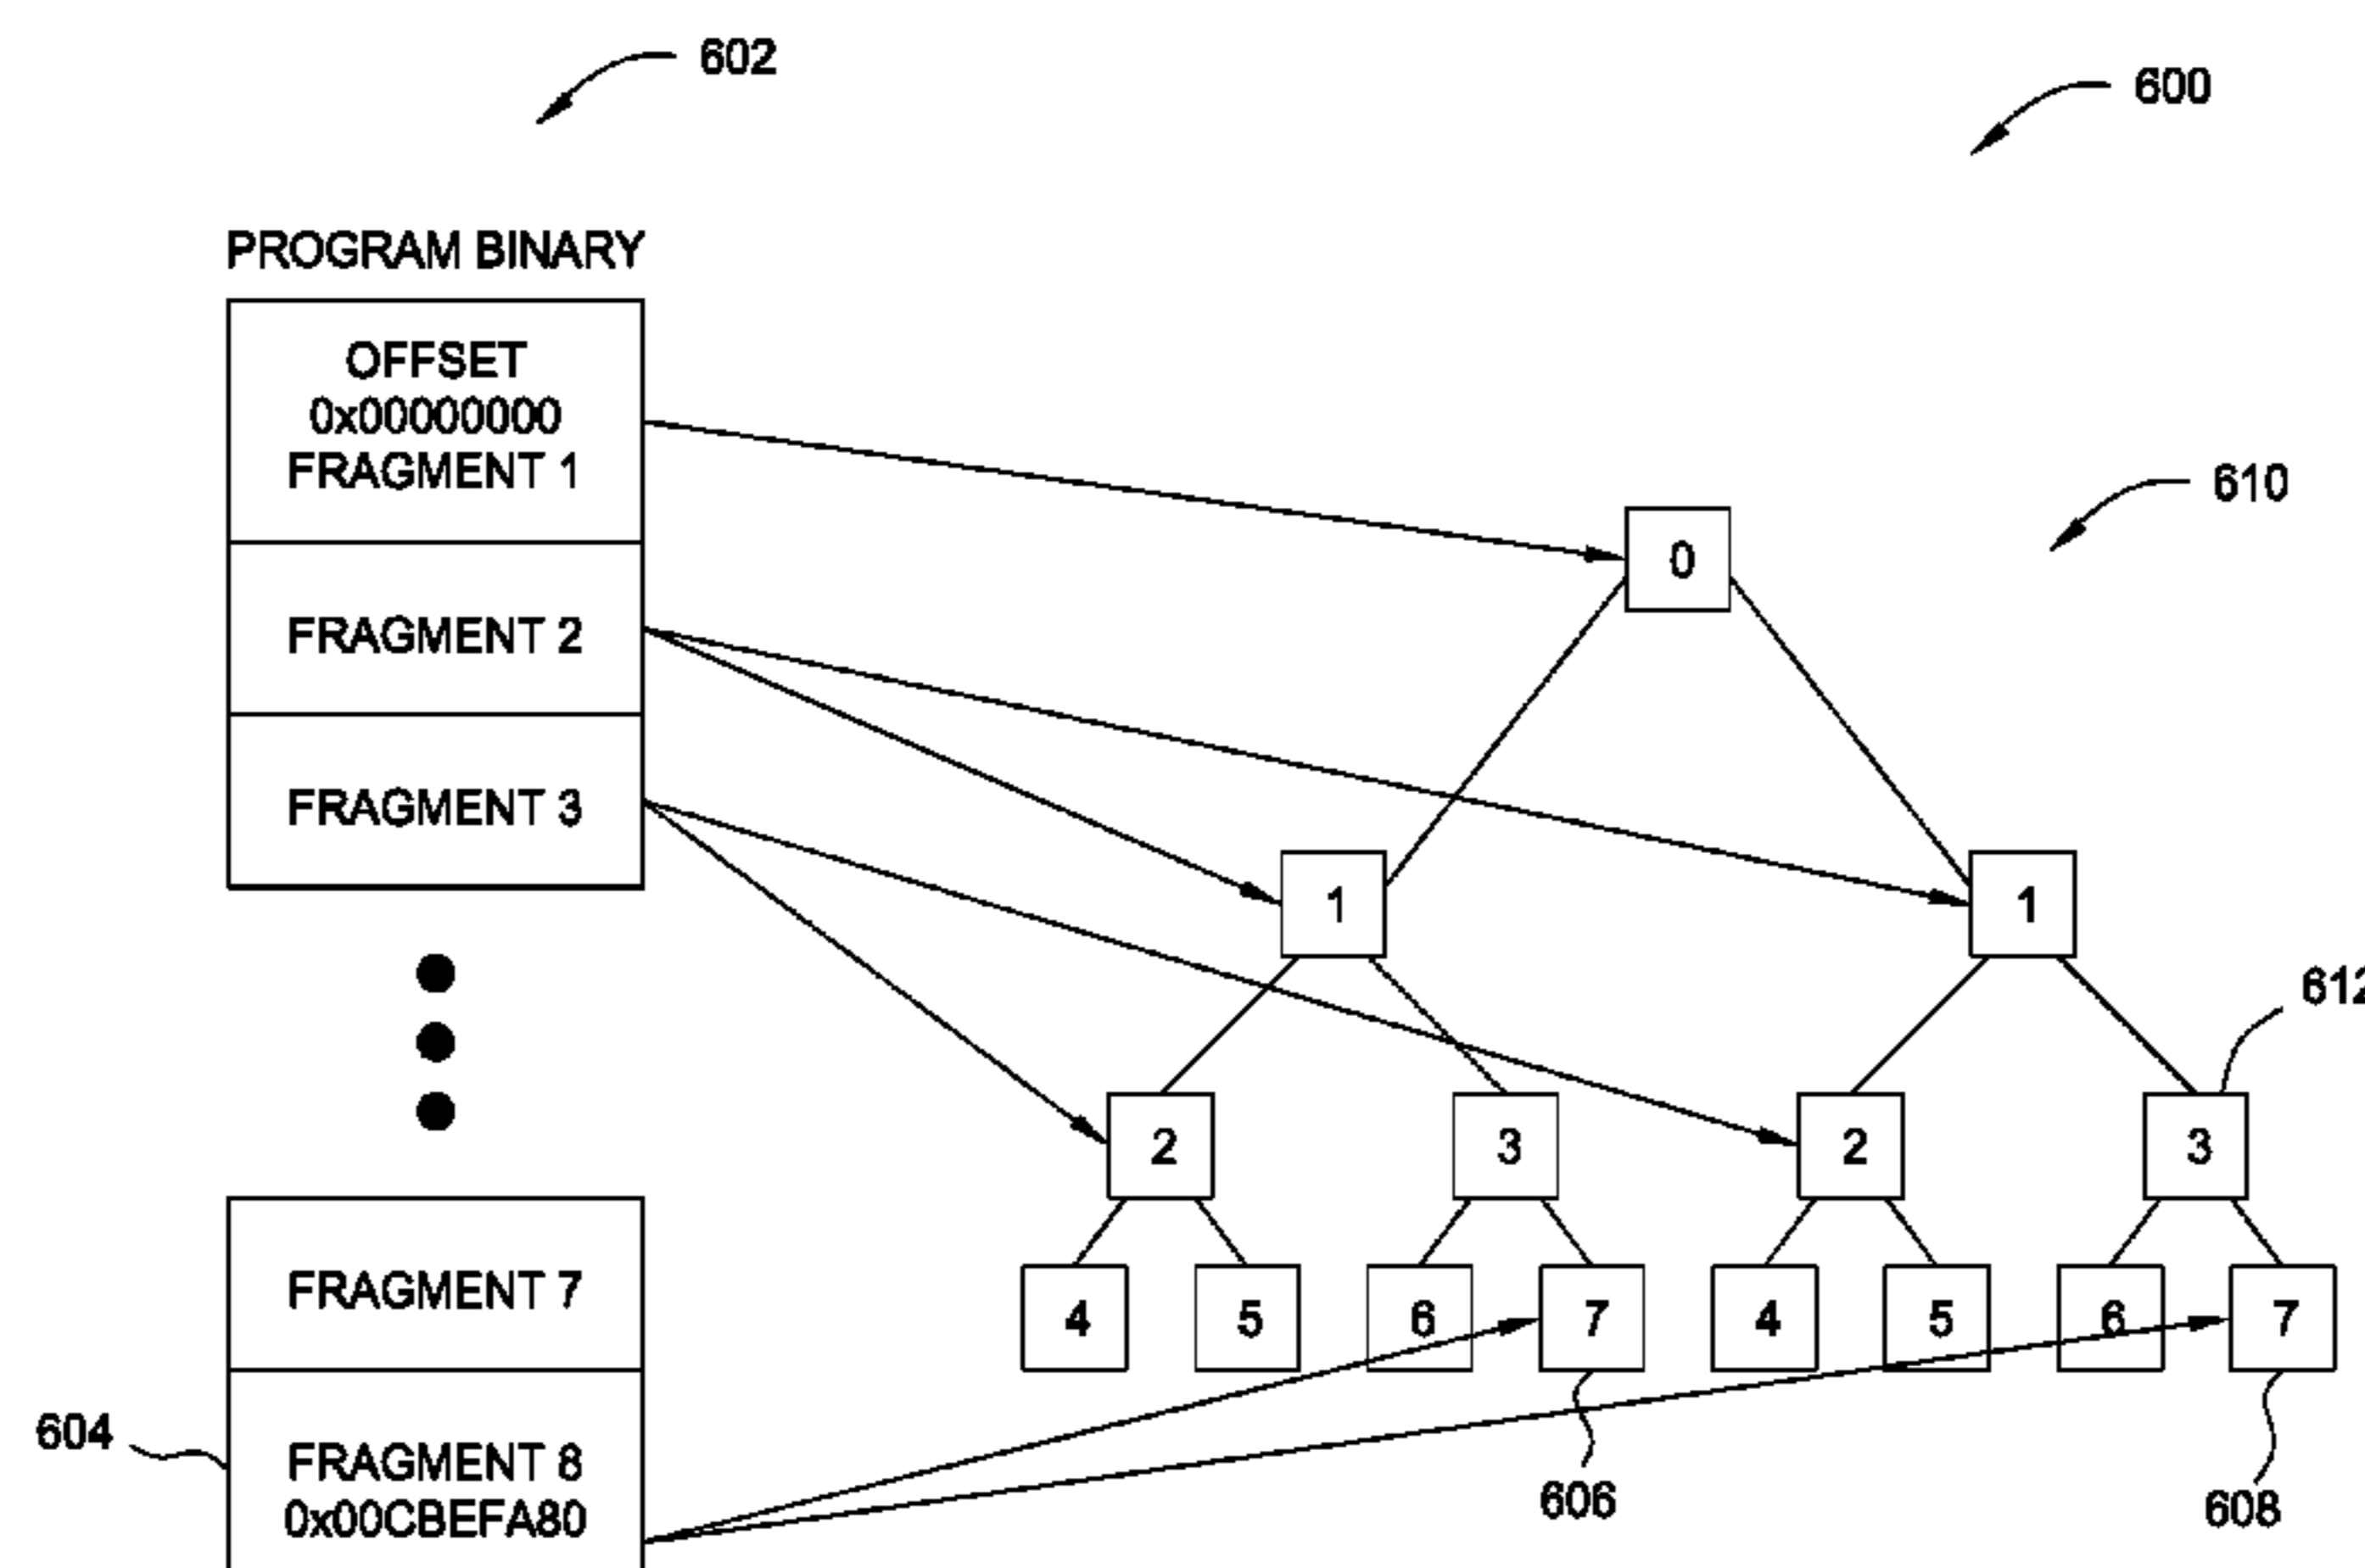 602
600
PROGRAM BINARY
OFFSET
0x00000000
FRAGMENT 1
610
0
FRAGMENT 2
FRAGMENT 3
1 1
612
2 3 2 3
FRAGMENT 7
4 5 6 7 4 5 6 7
604
FRAGMENT 8
0x00CBEFA80
606 608